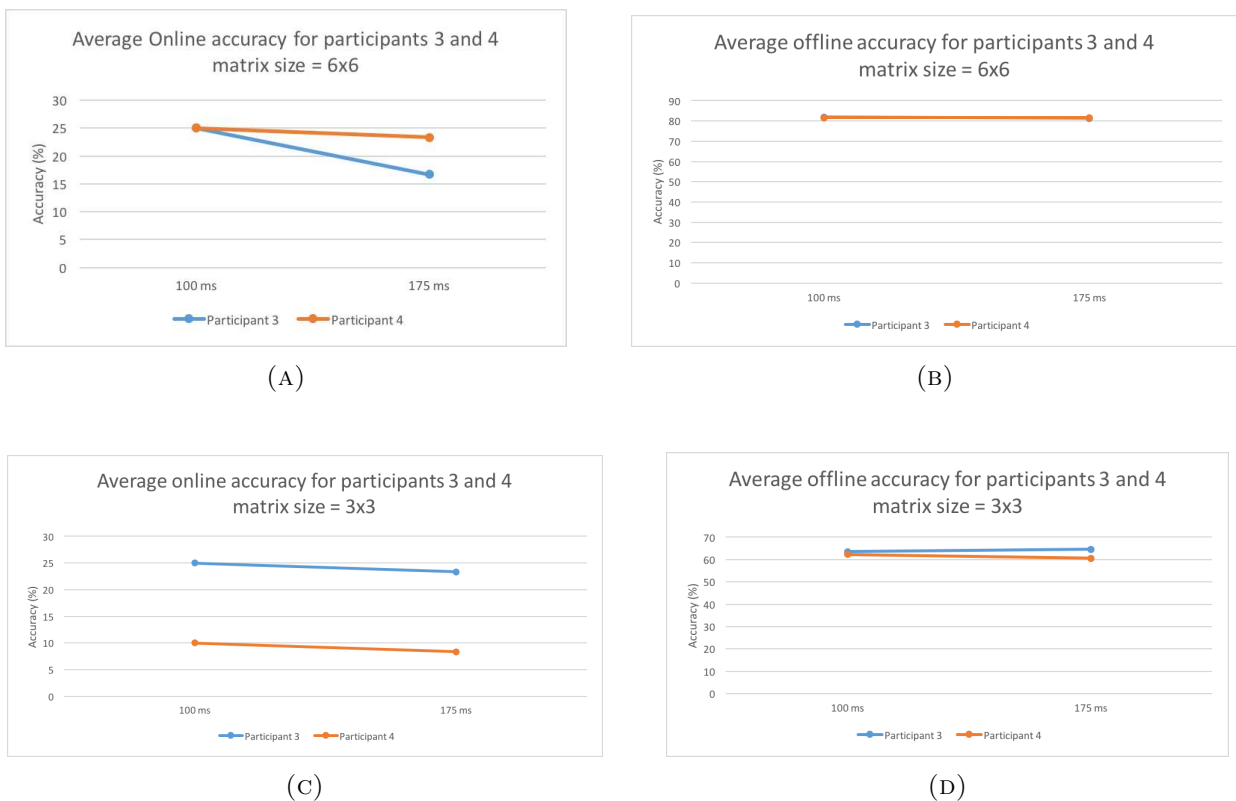 Average Online accuracy for participants 3 and 4
matrix size = 6x6
Accuracy (%)
30
25
20
15
10
5
0
100 ms
175 ms
Participant 3
Participant 4
(A)
Average offline accuracy for participants 3 and 4
matrix size = 6x6
Accuracy (%)
90
80
70
60
50
40
30
20
10
0
100 ms
175 ms
Participant 3
Participant 4
(B)
Average online accuracy for participants 3 and 4
matrix size = 3x3
Accuracy (%)
30
25
20
15
10
5
0
100 ms
175 ms
Participant 3
Participant 4
(C)
Average offline accuracy for participants 3 and 4
matrix size = 3x3
Accuracy (%)
70
60
50
40
30
20
10
0
100 ms
175 ms
Participant 3
Participant 4
(D)